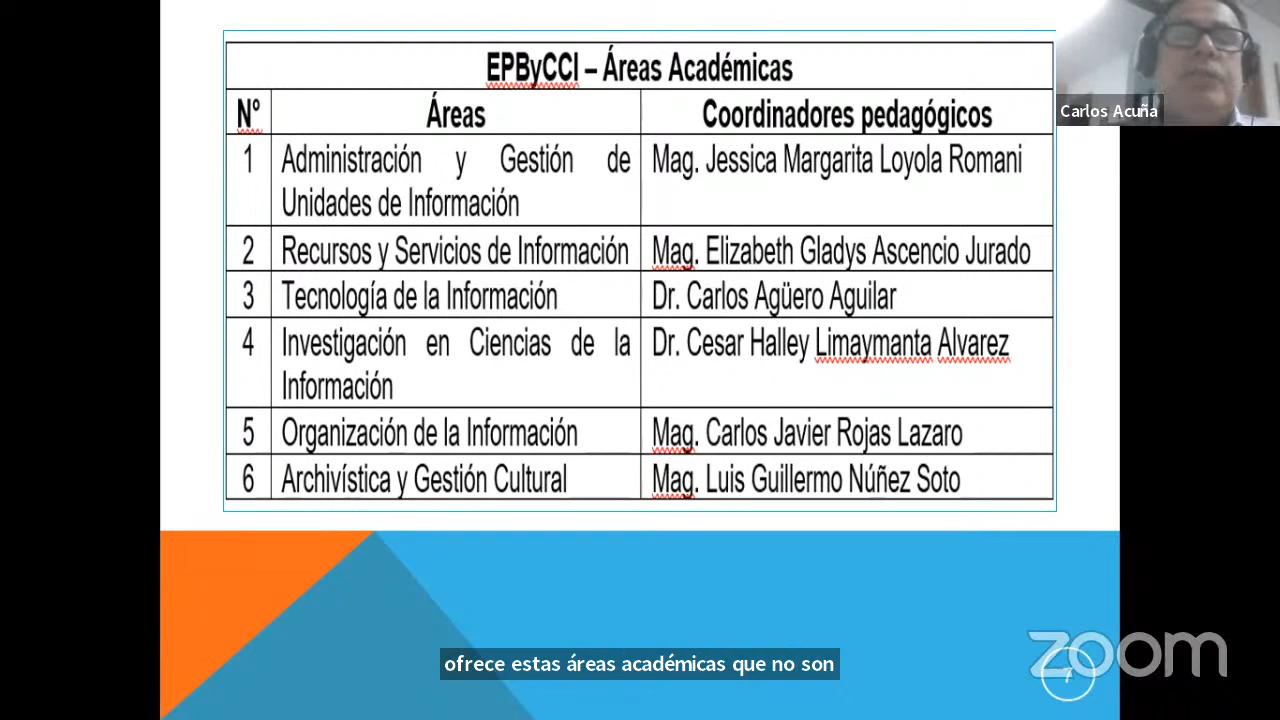 EPByCCI – Áreas Académicas
N° Áreas Coordinadores pedagógicos
1 Administración y Gestión de Mag. Jessica Margarita Loyola Romani
Unidades de Información
2 Recursos y Servicios de Información Mag. Elizabeth Gladys Ascencio Jurado
3 Tecnología de la Información Dr. Carlos Agüero Aguilar
4 Investigación en Ciencias de la Dr. Cesar Halley Limaymanta Alvarez
Información
5 Organización de la Información Mag. Carlos Javier Rojas Lazaro
6 Archivística y Gestión Cultural Mag. Luis Guillermo Núñez Soto
Carlos Acuña
ofrece estas áreas académicas que no son
zoom
7